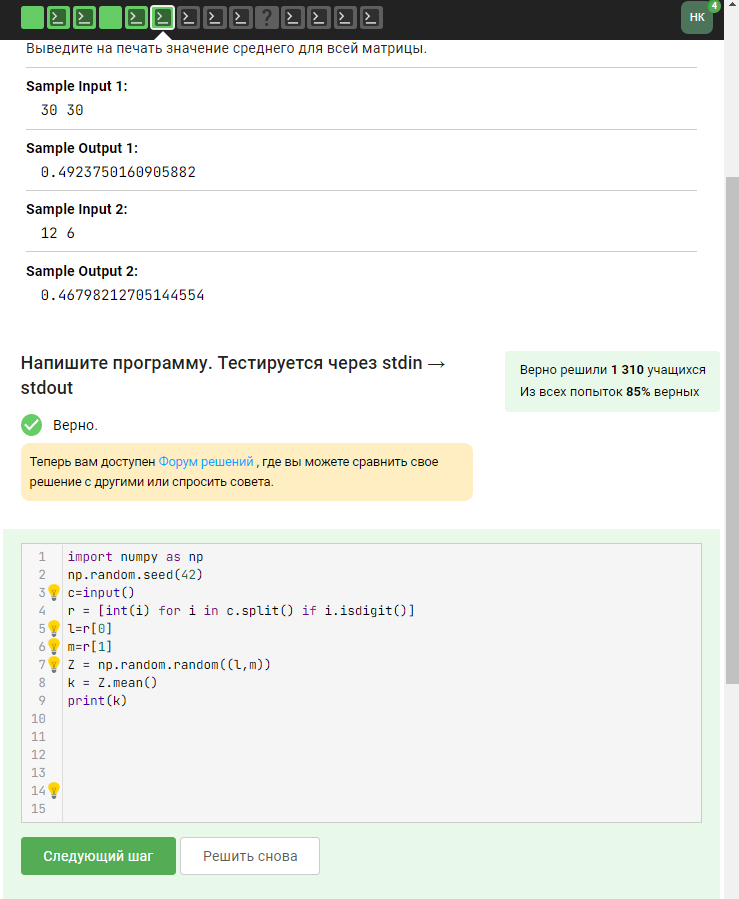 ?
НК
4
Выведите на печать значение среднего для всей матрицы.
Sample Input 1:
30 30
Sample Output 1:
0.4923750160905882
Sample Input 2:
12 6
Sample Output 2:
0.46798212705144554
Напишите программу. Тестируется через stdin →
stdout
Верно решили 1 310 учащихся
Из всех попыток 85% верных
Верно.
Теперь вам доступен Форум решений , где вы можете сравнить свое
решение с другими или спросить совета.
1 import numpy as np
2 np.random.seed(42)
3 c=input()
4 r = [int(i) for i in c.split() if i.isdigit()]
5 l=r[0]
6 m=r[1]
7 Z = np.random.random((l,m))
8 k = Z.mean()
9 print(k)
10
11
12
13
14
15
Следующий шаг
Решить снова